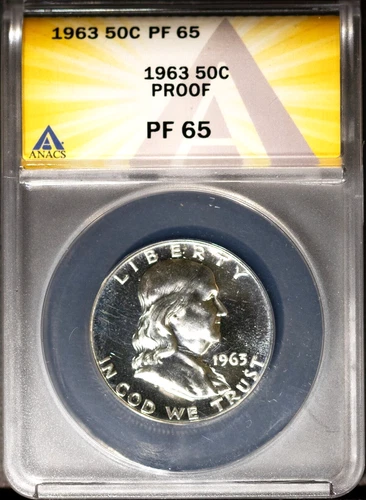 1963 50C PF 65
1963 50C
PROOF
PF 65
ANACS
LIBERTY
1963
IN GOD WE TRUST